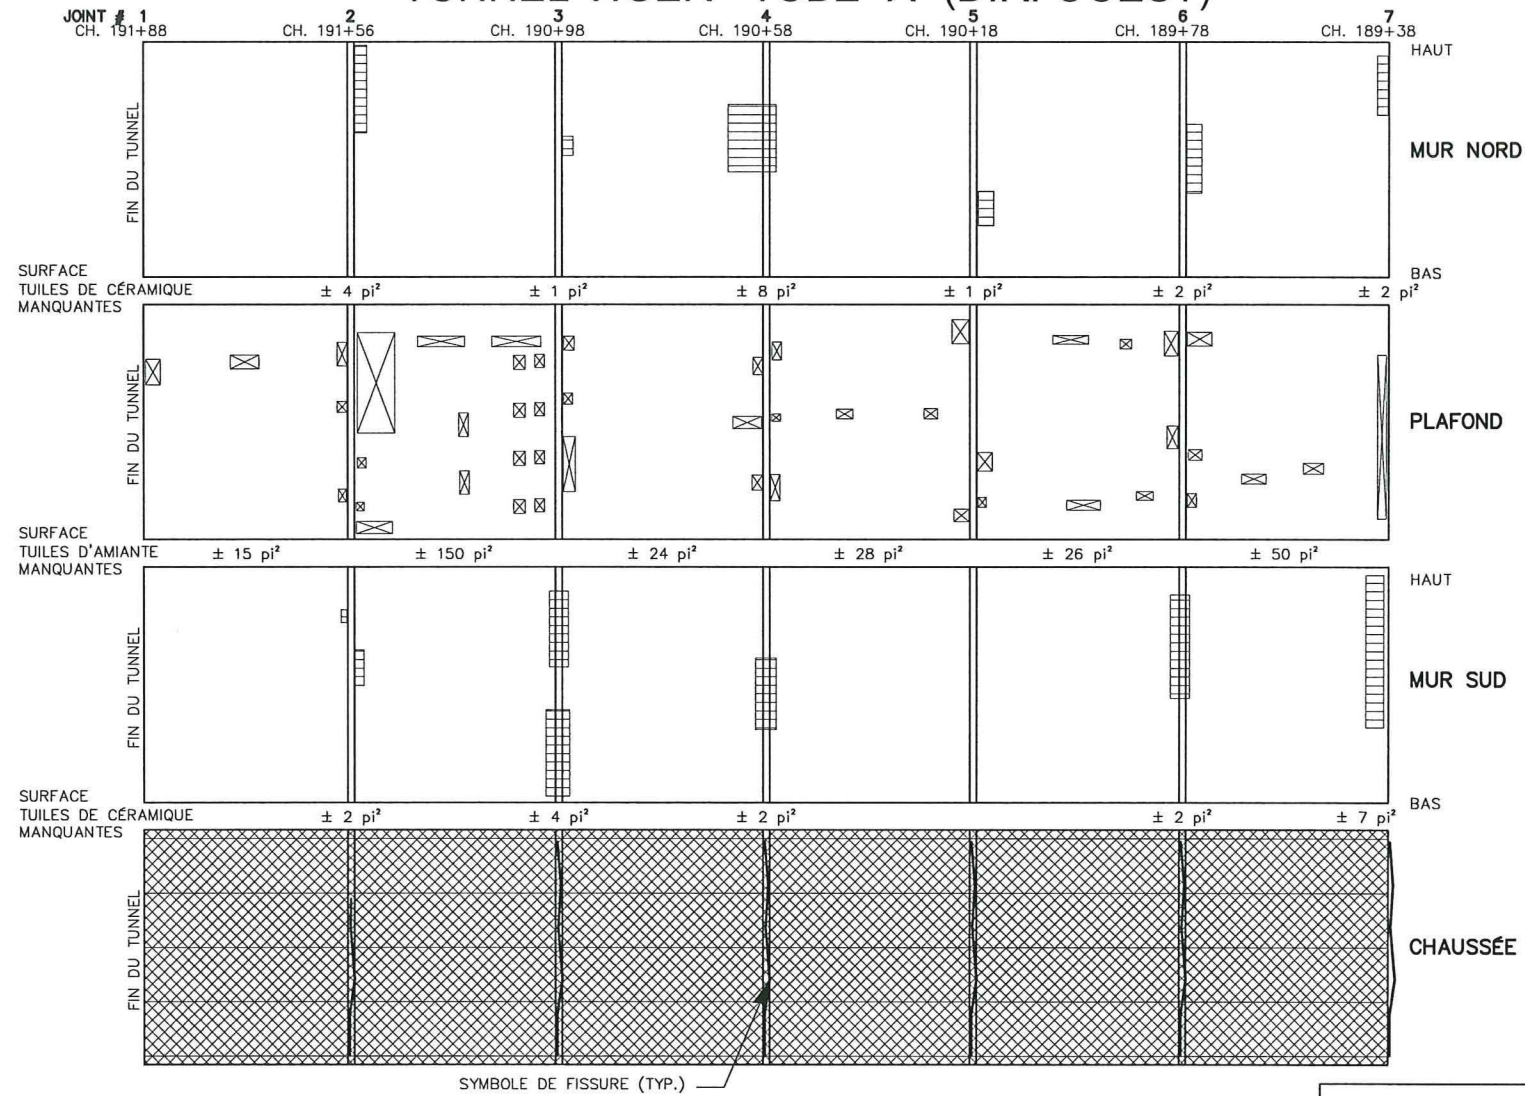 JOINT # 1 2 3 4 5 6 7
CH. 191+88 CH. 191+56 CH. 190+98 CH. 190+58 CH. 190+18 CH. 189+78 CH. 189+38
HAUT
FIN DU TUNNEL
MUR NORD
BAS
SURFACE
TUILES DE CÉRAMIQUE ± 4 pi² ± 1 pi² ± 8 pi² ± 1 pi² ± 2 pi² ± 2 pi²
MANQUANTES
FIN DU TUNNEL
PLAFOND
SURFACE
TUILES D'AMIANTE ± 15 pi² ± 150 pi² ± 24 pi² ± 28 pi² ± 26 pi² ± 50 pi²
MANQUANTES
HAUT
FIN DU TUNNEL
MUR SUD
BAS
SURFACE
TUILES DE CÉRAMIQUE ± 2 pi² ± 4 pi² ± 2 pi² ± 2 pi² ± 7 pi²
MANQUANTES
FIN DU TUNNEL
CHAUSSÉE
SYMBOLE DE FISSURE (TYP.)